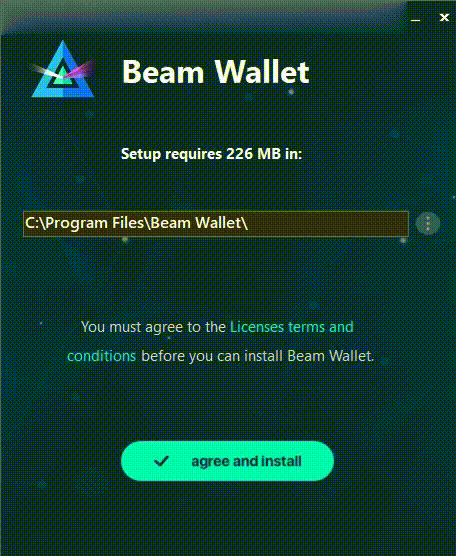 Beam Wallet
Setup requires 226 MB in:
C:\Program Files\Beam Wallet\
You must agree to the Licenses terms and
conditions before you can install Beam Wallet.
agree and install